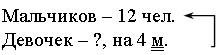 Мальчиков – 12 чел.
Девочек – ?, на 4 м.